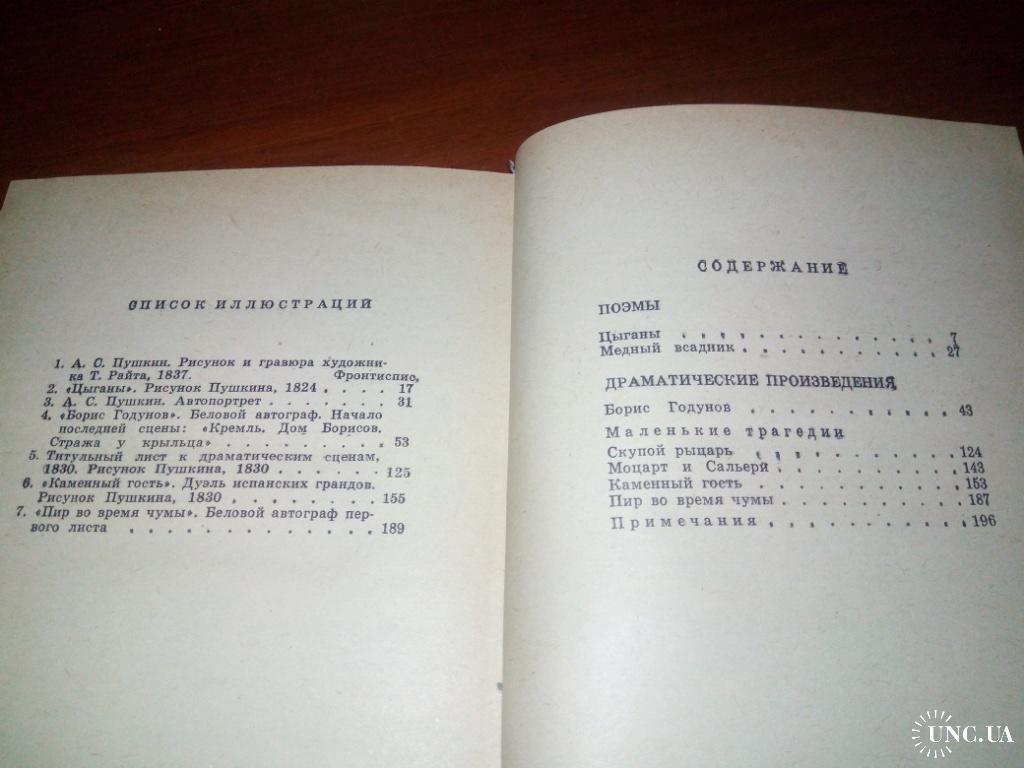 СПИСОК ИЛЛЮСТРАЦИЙ
1. А. С. Пушкин. Рисунок и гравюра художни-
ка Т. Райта, 1837. Фронтиспис
2. «Цыганы». Рисунок Пушкина, 1824 . . . . . 17
3. А. С. Пушкин. Автопортрет . . . . . . . 31
4. «Борис Годунов». Беловой автограф. Начало
последней сцены: «Кремль. Дом Борисов.
Стража у крыльца» . . . . . . . . . 53
5. Титульный лист к драматическим сценам,
1830. Рисунок Пушкина, 1830 . . . . . . 125
6. «Каменный гость». Дуэль испанских грандов.
Рисунок Пушкина, 1830 . . . . . . . . 155
7. «Пир во время чумы». Беловой автограф пер-
вого листа . . . . . . . . . . . . 189
СОДЕРЖАНИЕ
ПОЭМЫ
Цыганы . . . . . . . . . . . . . 7
Медный всадник . . . . . . . . . . . 27
ДРАМАТИЧЕСКИЕ ПРОИЗВЕДЕНИЯ
Борис Годунов . . . . . . . . . . . 43
Маленькие трагедии
Скупой рыцарь . . . . . . . . . . . 124
Моцарт и Сальери . . . . . . . . . . 143
Каменный гость . . . . . . . . . . . 153
Пир во время чумы . . . . . . . . . . 187
Примечания . . . . . . . . . . . 196
UNC.UA